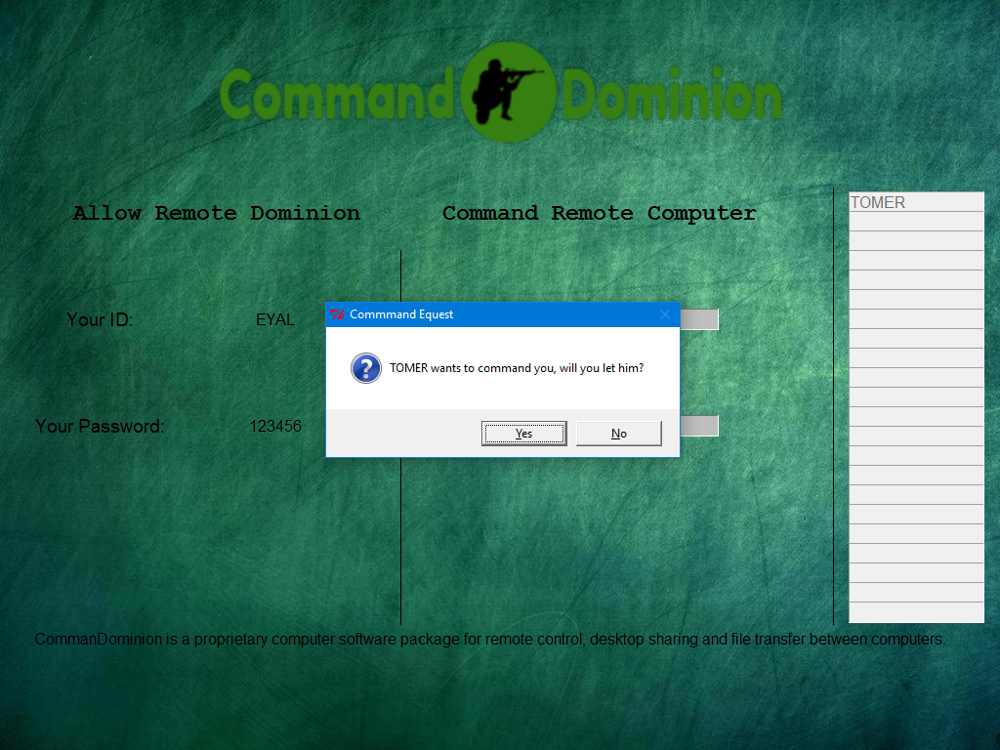 Command Dominion
Allow Remote Dominion
Command Remote Computer
TOMER
Your ID:
EYAL
Commmand Equest
TOMER wants to command you, will you let him?
Yes
No
Your Password:
123456
CommanDominion is a proprietary computer software package for remote control, desktop sharing and file transfer between computers.